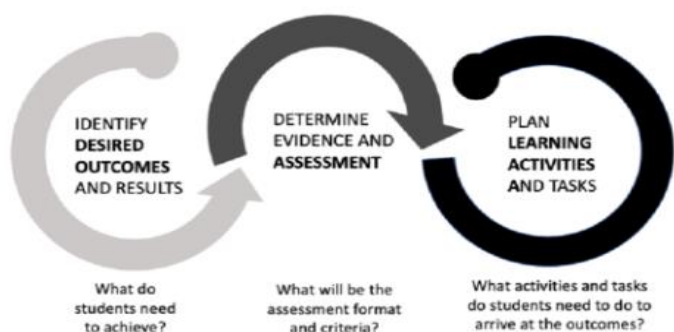 IDENTIFY
DESIRED
OUTCOMES
AND RESULTS
DETERMINE
EVIDENCE AND
ASSESSMENT
PLAN
LEARNING
ACTIVITIES
AND TASKS
What do
students need
to achieve?
What will be the
assessment format
and criteria?
What activities and tasks
do students need to do to
arrive at the outcomes?